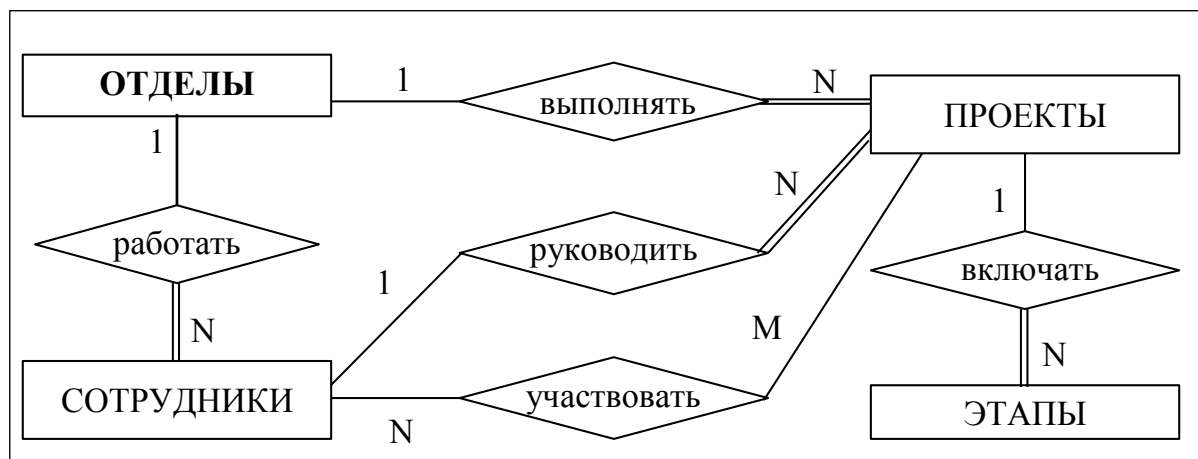 ОТДЕЛЫ
1
выполнять
N
ПРОЕКТЫ
1
работать
N
руководить
1
1
включать
N
M
N
СОТРУДНИКИ
участвовать
N
ЭТАПЫ